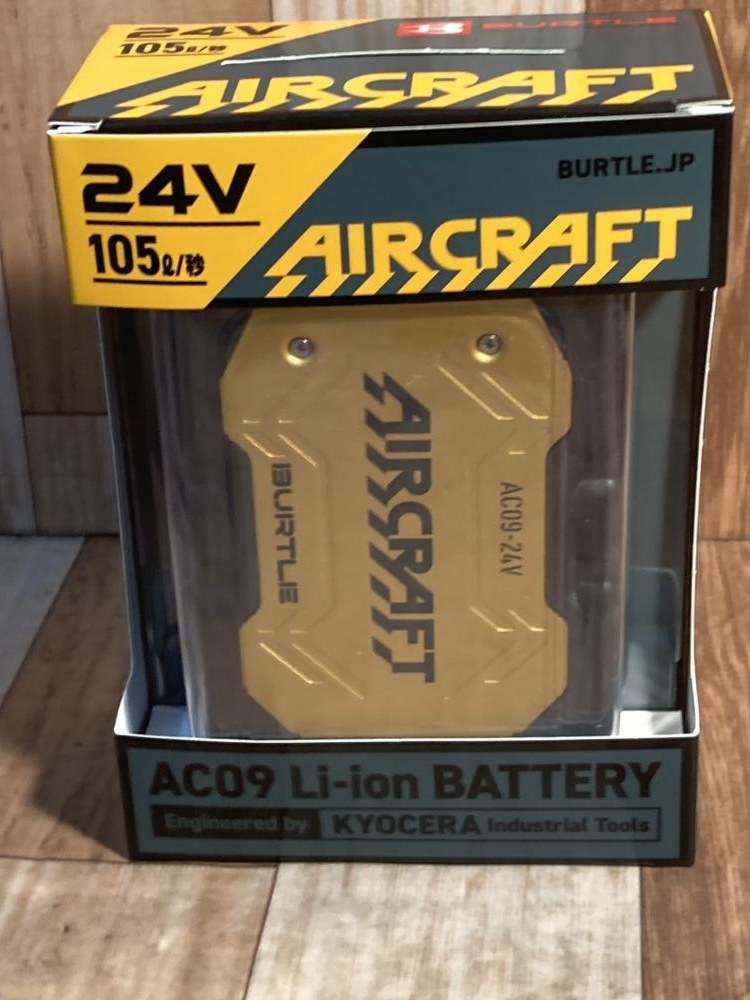 24V
105ℓ/秒
BURTLE
AIRCRAFT
24V
105ℓ/秒
BURTLE.JP
AIRCRAFT
AIRCRAFT
BURTLE
AC09-24V
AC09 Li-ion BATTERY
Engineered by KYOCERA Industrial Tools